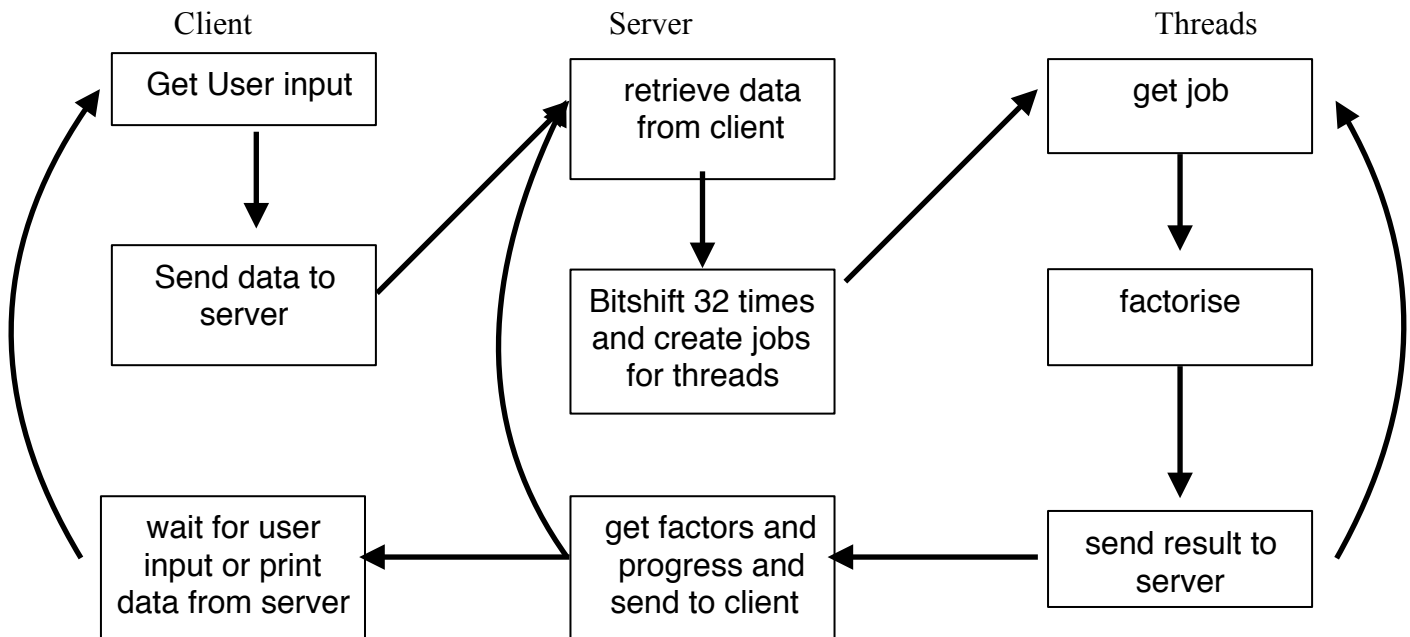 Client
Server
Threads
Get User input
retrieve data
from client
get job
Send data to
server
Bitshift 32 times
and create jobs
for threads
factorise
wait for user
input or print
data from server
get factors and
progress and
send to client
send result to
server